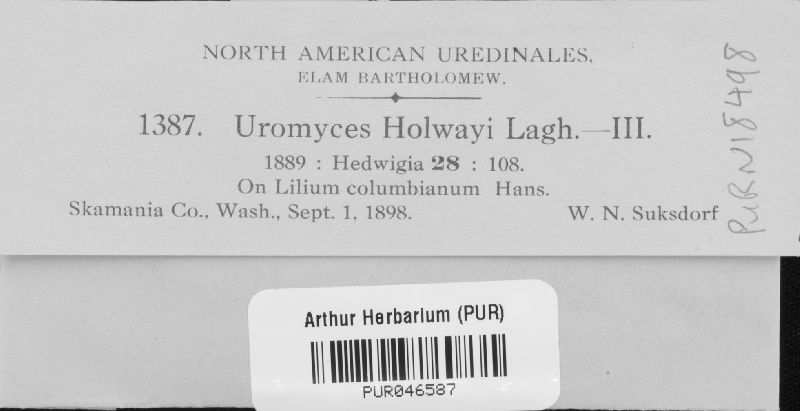 NORTH AMERICAN UREDINALES.
ELAM BARTHOLOMEW.
1387. Uromyces Holwayi Lagh.—III.
1889 : Hedwigia 28 : 108.
On Lilium columbianum Hans.
Skamania Co., Wash., Sept. 1, 1898. W. N. Suksdorf
PUR N18498
Arthur Herbarium (PUR)
PUR046587